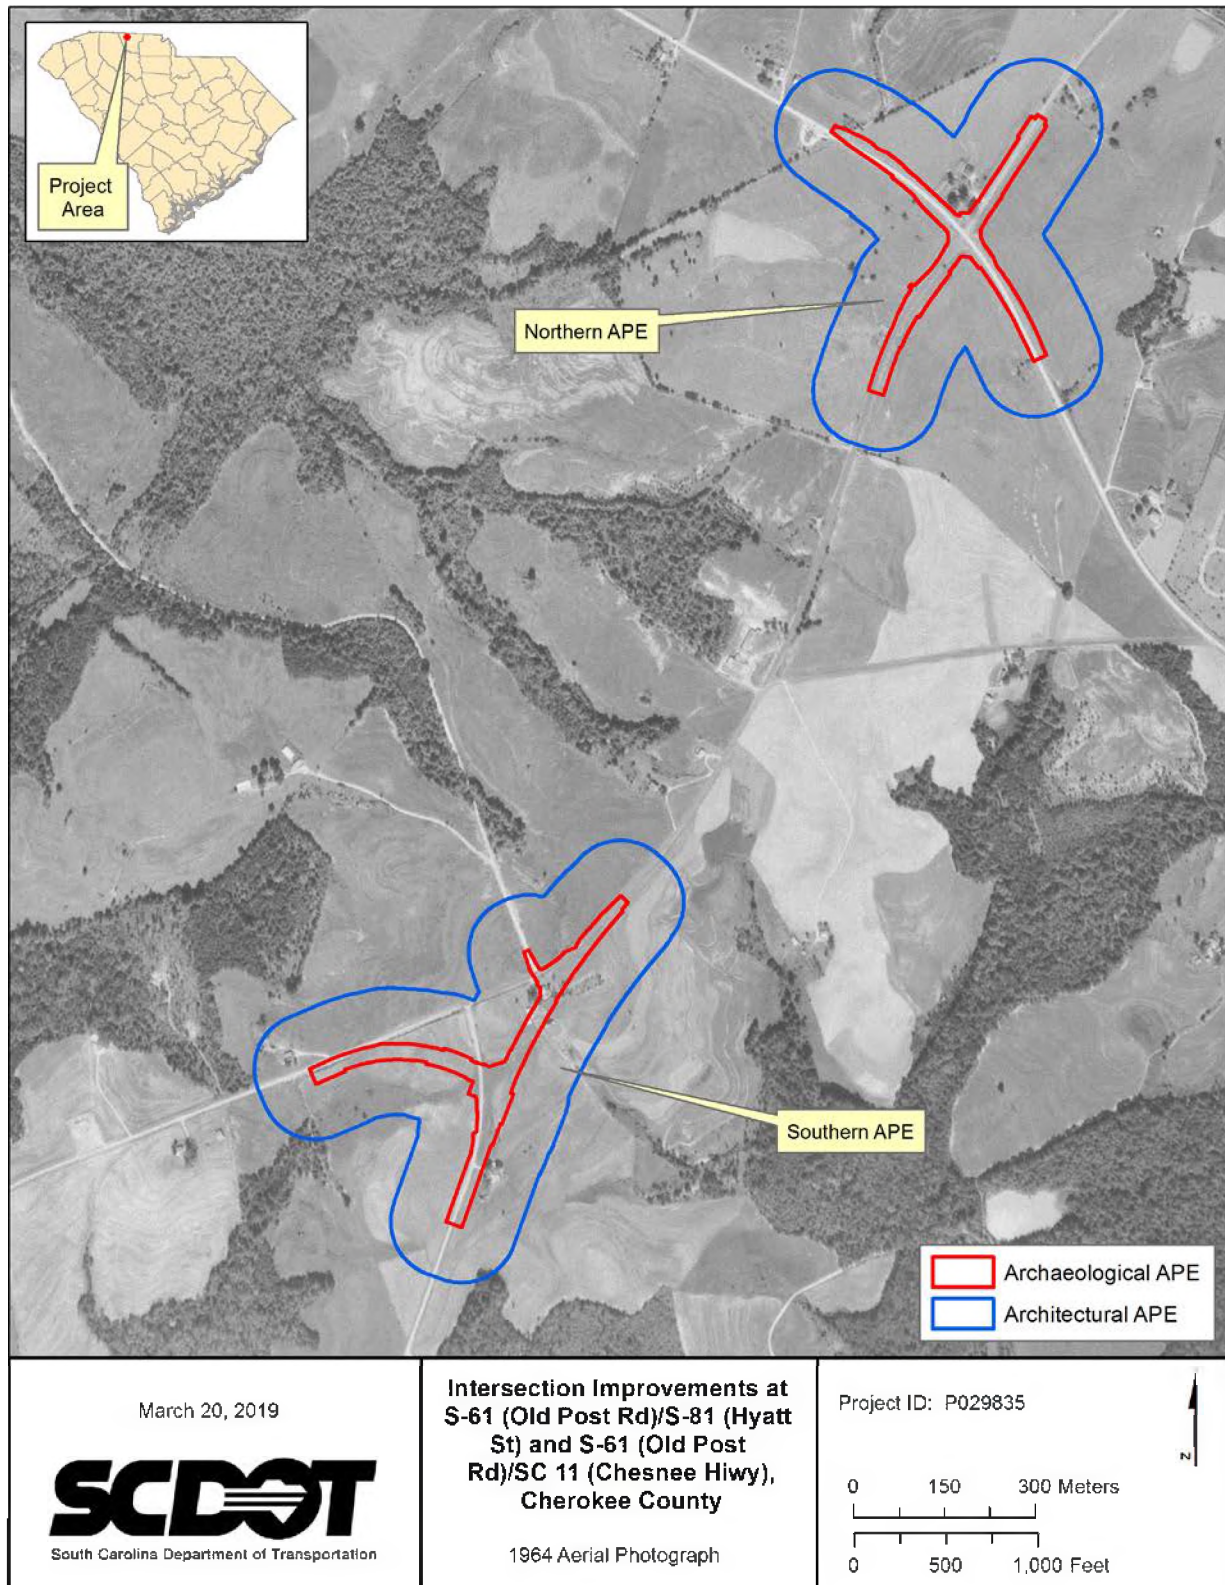 Project
Area
Northern APE
Southern APE
Archaeological APE
Architectural APE
March 20, 2019
SCDOT
South Carolina Department of Transportation
Intersection Improvements at
S-61 (Old Post Rd)/S-81 (Hyatt
St) and S-61 (Old Post
Rd)/SC 11 (Chesnee Hiwy),
Cherokee County
1964 Aerial Photograph
Project ID: P029835
N
0 150 300 Meters
0 500 1,000 Feet